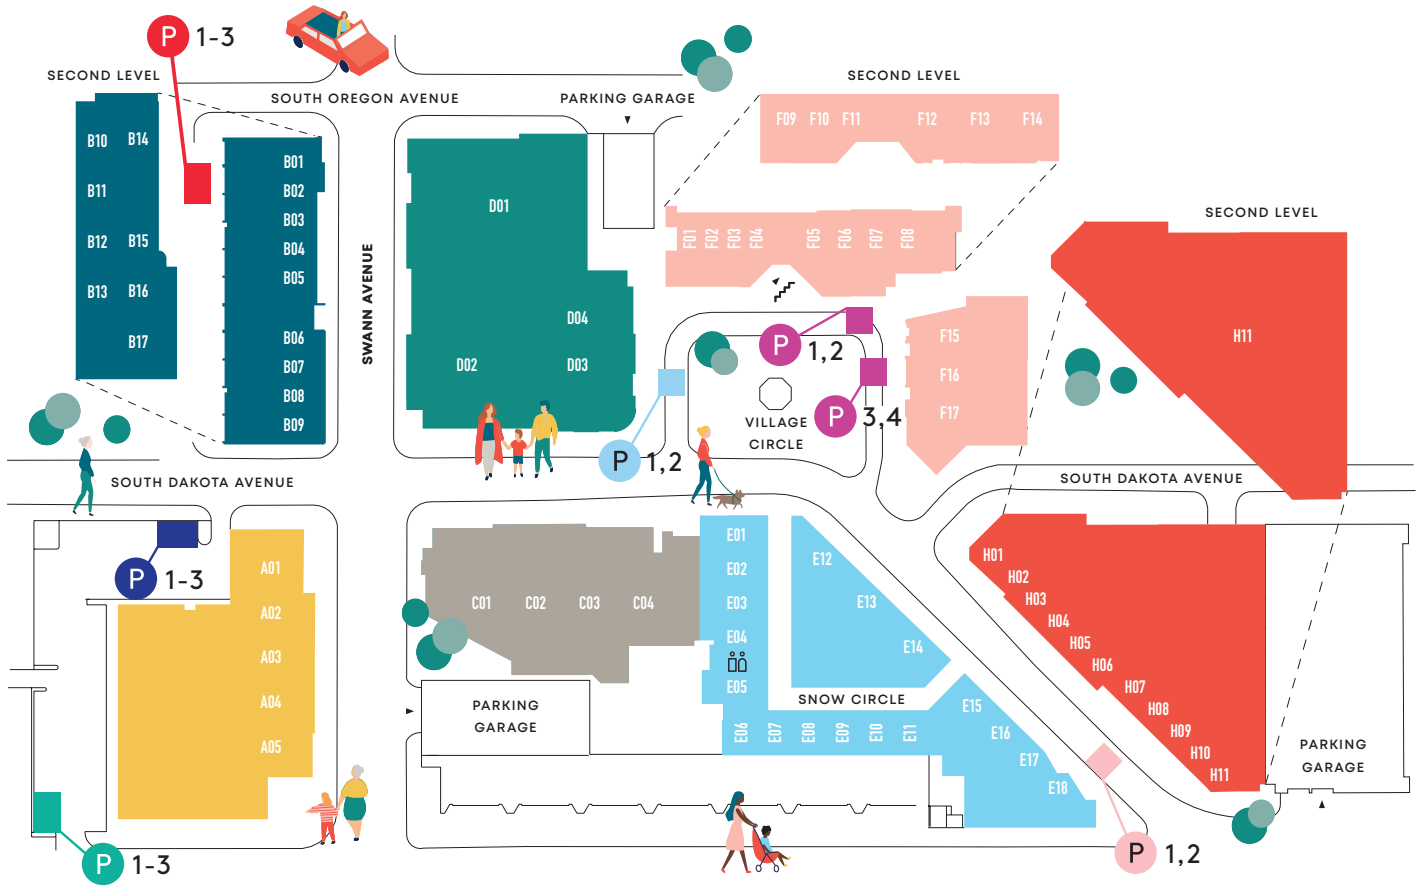 P 1-3
SECOND LEVEL
SOUTH OREGON AVENUE
PARKING GARAGE
SECOND LEVEL
B10 B14
B11
B12 B15
B13 B16
B17
B01
B02
B03
B04
B05
B06
B07
B08
B09
SWANN AVENUE
D01
D04
D02 D03
F09 F10 F11 F12 F13 F14
F01 F02 F03 F04 F05 F06 F07 F08
F15
F16
F17
P 1,2
P 3,4
VILLAGE
CIRCLE
P 1,2
SECOND LEVEL
H11
SOUTH DAKOTA AVENUE
SOUTH DAKOTA AVENUE
P 1-3
A01
A02
A03
A04
A05
P 1-3
C01 C02 C03 C04
PARKING
GARAGE
E01
E02
E03
E04
E05
E06 E07 E08 E09 E10 E11
E12
E13
E14
SNOW CIRCLE
E15
E16
E17
E18
H01
H02
H03
H04
H05
H06
H07
H08
H09
H10
H11
PARKING
GARAGE
P 1,2